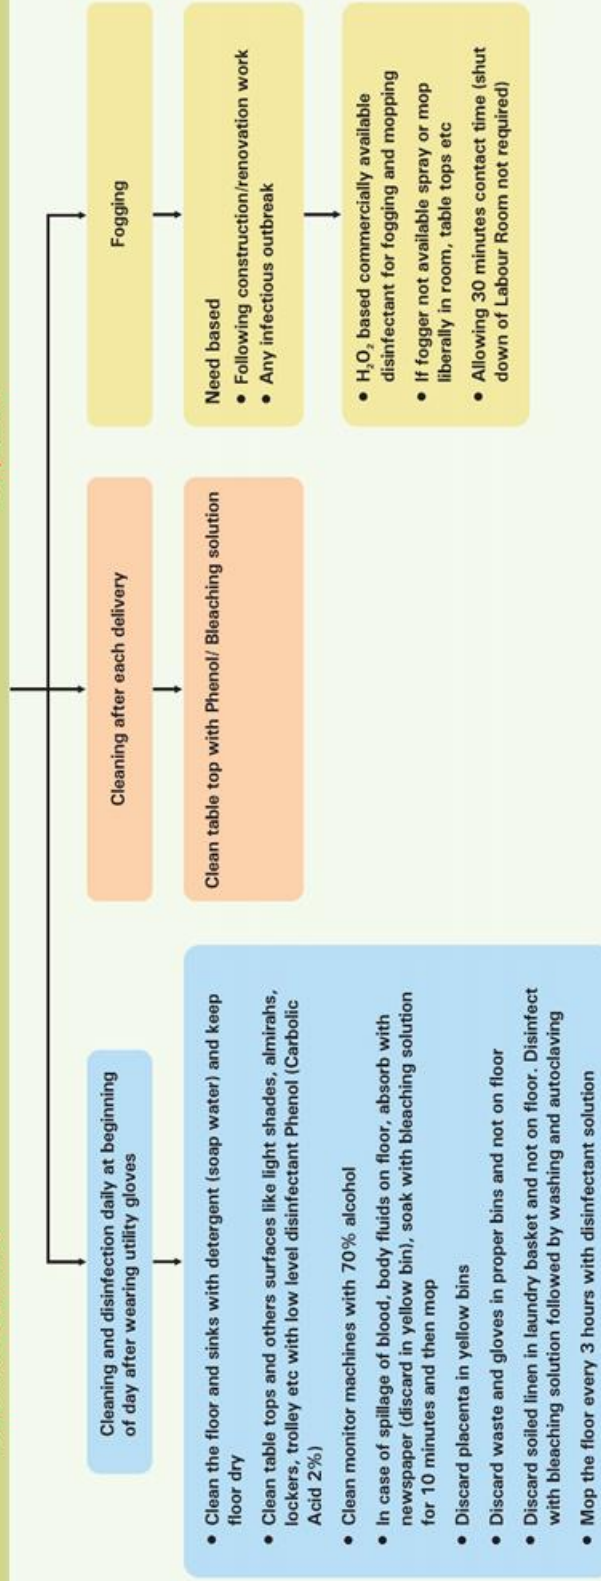 Cleaning and disinfection daily at beginning
of day after wearing utility gloves
• Clean the floor and sinks with detergent (soap water) and keep
floor dry
• Clean table tops and others surfaces like light shades, almirahs,
lockers, trolley etc with low level disinfectant Phenol (Carbolic
Acid 2%)
• Clean monitor machines with 70% alcohol
• In case of spillage of blood, body fluids on floor, absorb with
newspaper (discard in yellow bin), soak with bleaching solution
for 10 minutes and then mop
• Discard placenta in yellow bins
• Discard waste and gloves in proper bins and not on floor
• Discard soiled linen in laundry basket and not on floor. Disinfect
with bleaching solution followed by washing and autoclaving
• Mop the floor every 3 hours with disinfectant solution
Cleaning after each delivery
Clean table top with Phenol/ Bleaching solution
Fogging
Need based
• Following construction/renovation work
• Any infectious outbreak
• H₂O₂ based commercially available
disinfectant for fogging and mopping
• If fogger not available spray or mop
liberally in room, table tops etc
• Allowing 30 minutes contact time (shut
down of Labour Room not required)